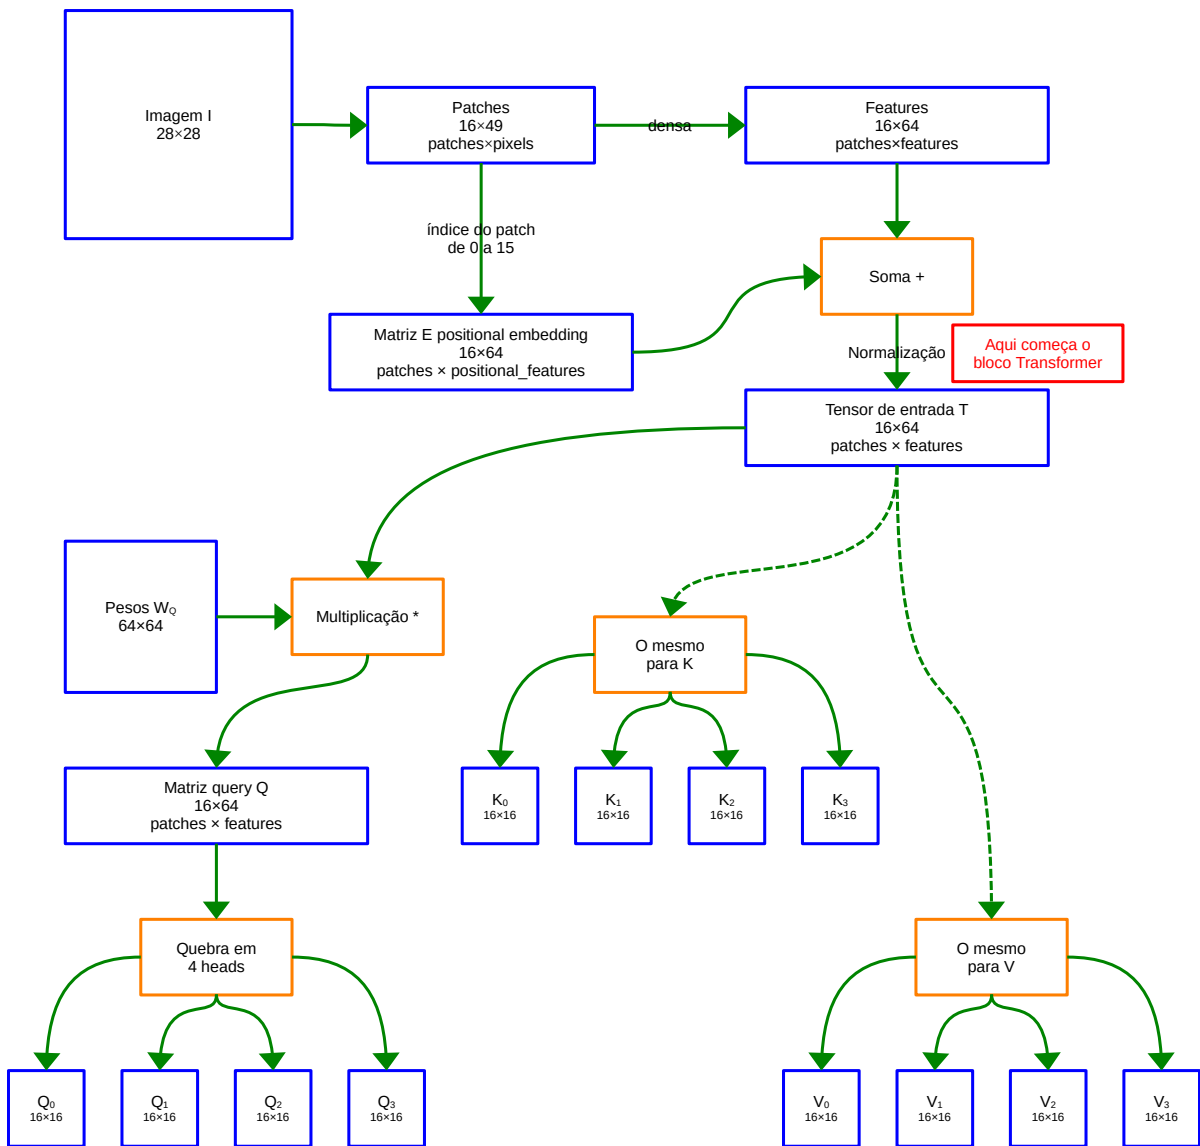 Imagem I
28×28
Patches
16×49
patches×pixels
densa
Features
16×64
patches×features
índice do patch
de 0 a 15
Soma +
Matriz E positional embedding
16×64
patches × positional_features
Normalização
Aqui começa o
bloco Transformer
Tensor de entrada T
16×64
patches × features
Pesos W_Q
64×64
Multiplicação *
O mesmo
para K
Matriz query Q
16×64
patches × features
K₀
16×16
K₁
16×16
K₂
16×16
K₃
16×16
Quebra em
4 heads
O mesmo
para V
Q₀
16×16
Q₁
16×16
Q₂
16×16
Q₃
16×16
V₀
16×16
V₁
16×16
V₂
16×16
V₃
16×16